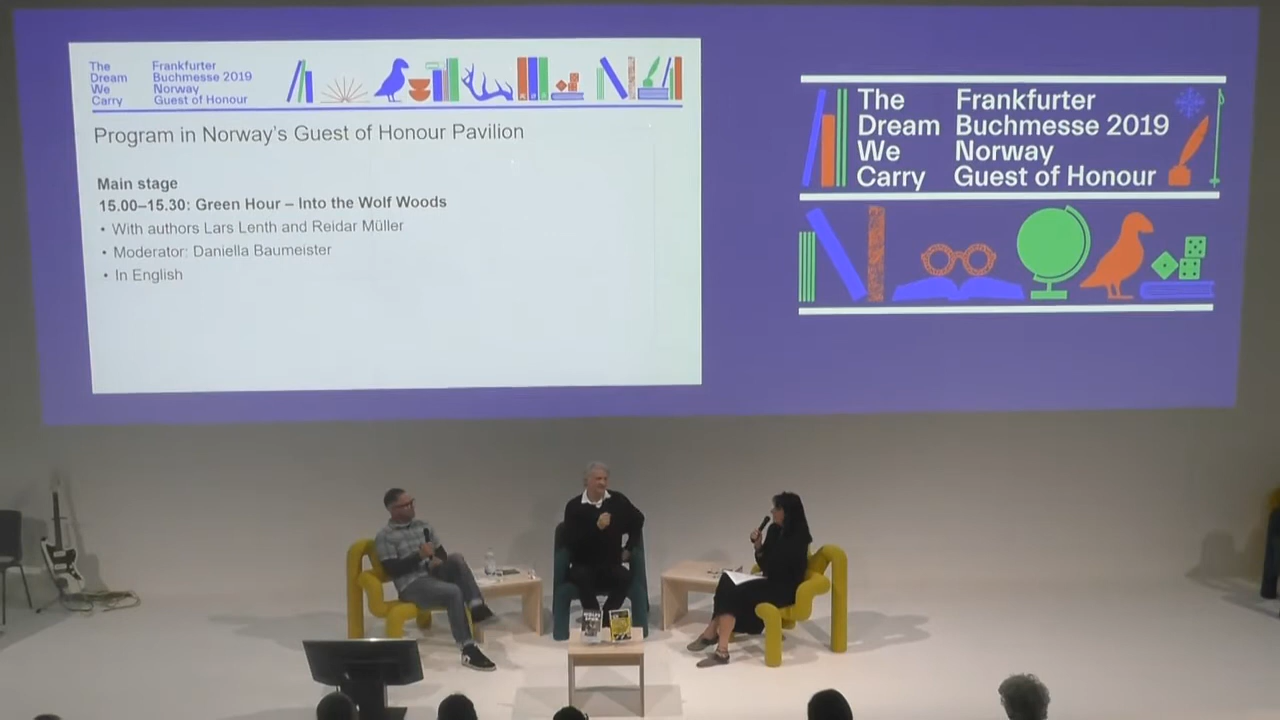 The Dream We Carry
Frankfurter Buchmesse 2019 Norway Guest of Honour
Program in Norway's Guest of Honour Pavilion
Main stage
15.00–15.30: Green Hour – Into the Wolf Woods
• With authors Lars Lenth and Reidar Müller
• Moderator: Daniella Baumeister
• In English
The Dream We Carry
Frankfurter Buchmesse 2019 Norway Guest of Honour